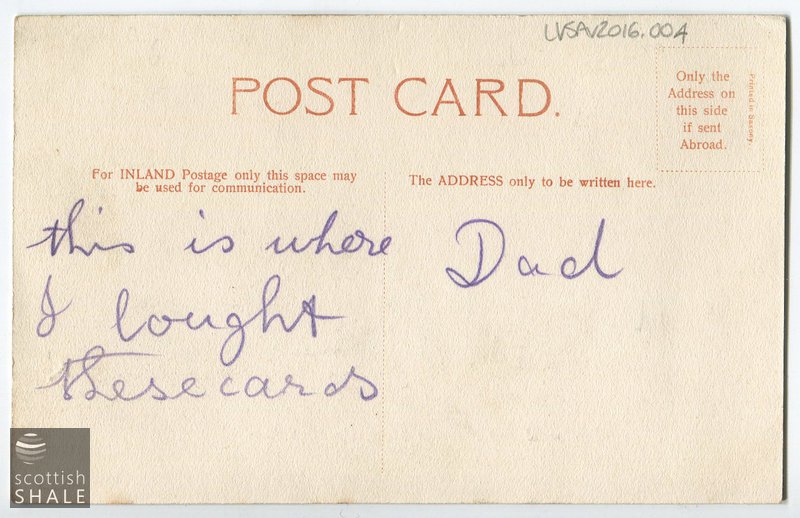 LVSAV2016.004
POST CARD.
Only the
Address on
this side
if sent
Abroad.
Printed in Saxony.
For INLAND Postage only this space may
be used for communication.
The ADDRESS only to be written here.
this is where
I bought
these cards
Dad
scottish
SHALE